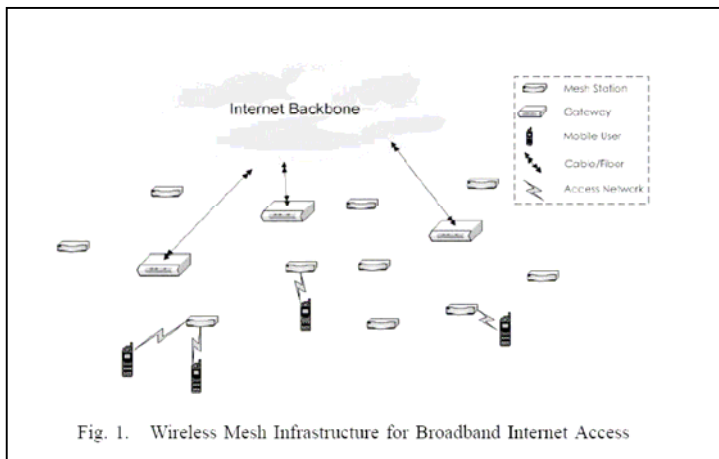 Internet Backbone
Mesh Station
Gateway
Mobile User
Cable/Fiber
Access Network
Fig. 1. Wireless Mesh Infrastructure for Broadband Internet Access